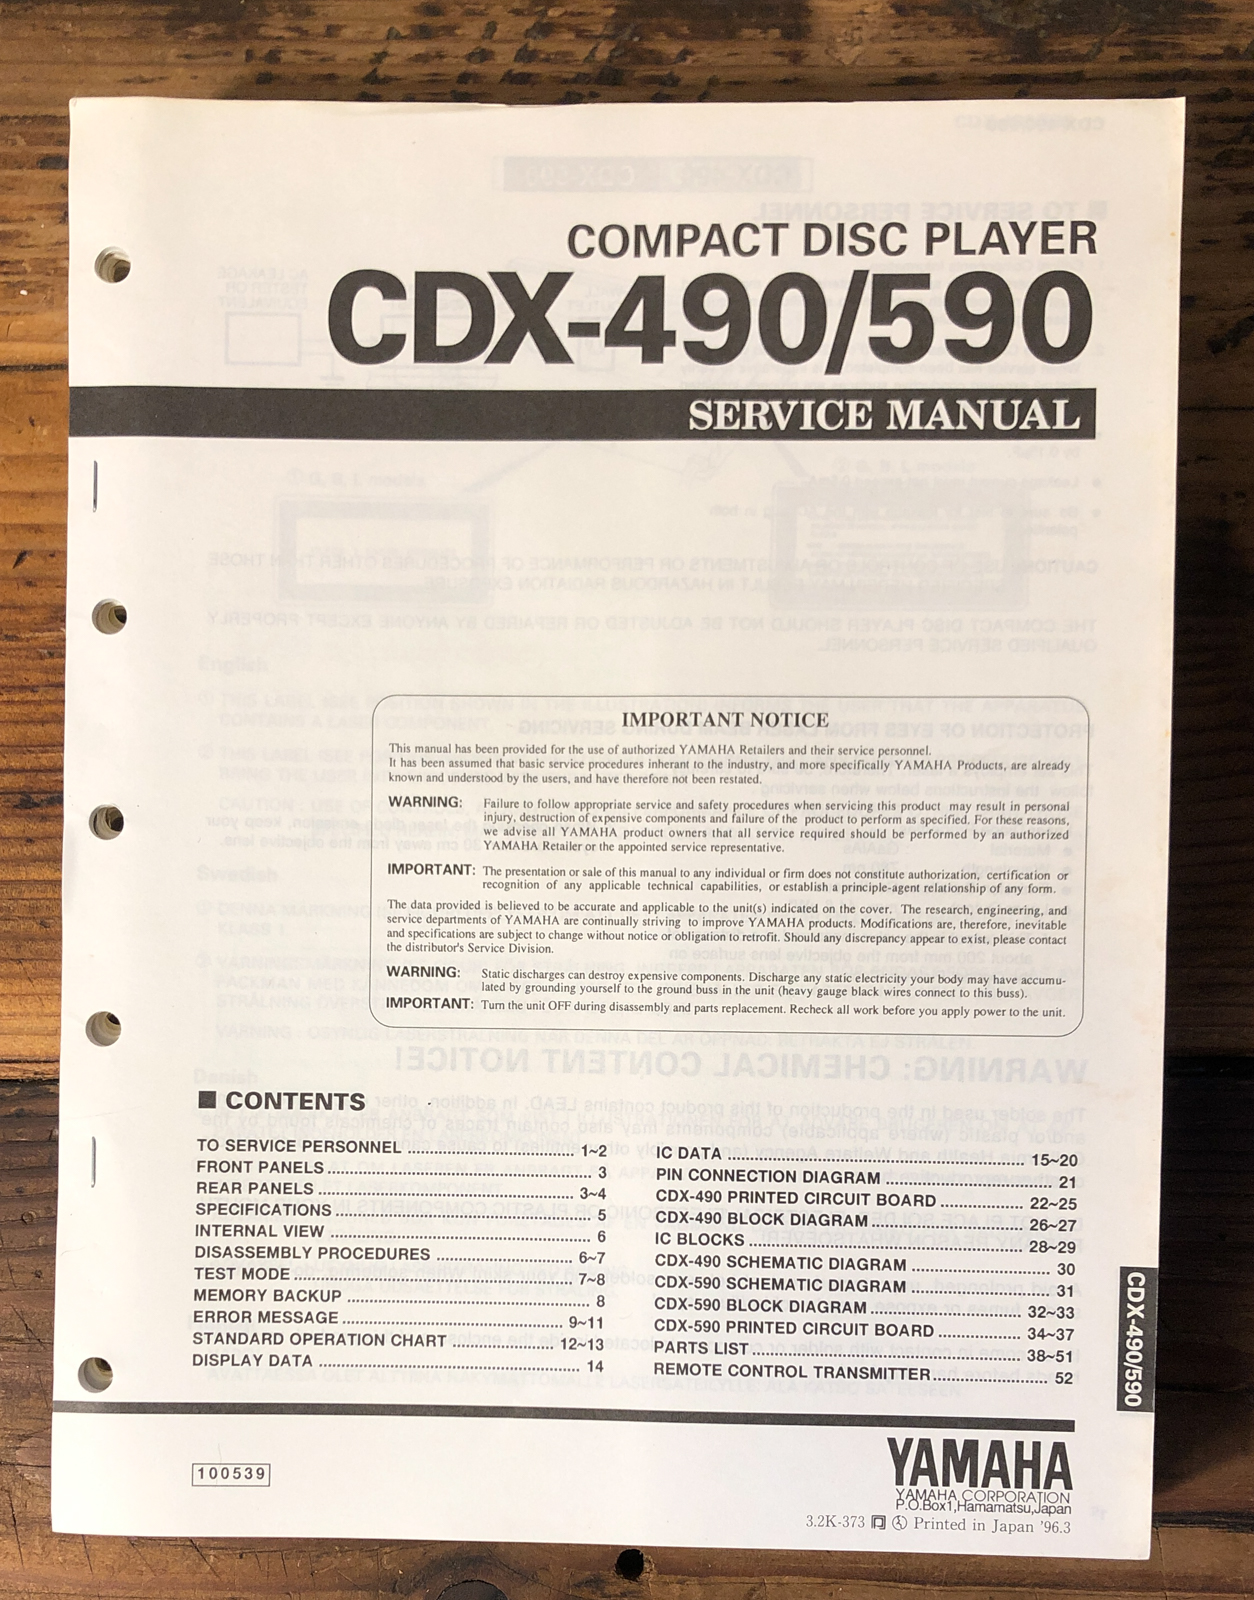 COMPACT DISC PLAYER
CDX-490/590
SERVICE MANUAL
IMPORTANT NOTICE
This manual has been provided for the use of authorized YAMAHA Retailers and their service personnel.
It has been assumed that basic service procedures inherant to the industry, and more specifically YAMAHA Products, are already
known and understood by the users, and have therefore not been restated.
WARNING: Failure to follow appropriate service and safety procedures when servicing this product may result in personal
injury, destruction of expensive components and failure of the product to perform as specified. For these reasons,
we advise all YAMAHA product owners that all service required should be performed by an authorized
YAMAHA Retailer or the appointed service representative.
IMPORTANT: The presentation or sale of this manual to any individual or firm does not constitute authorization, certification or
recognition of any applicable technical capabilities, or establish a principle-agent relationship of any form.
The data provided is believed to be accurate and applicable to the unit(s) indicated on the cover. The research, engineering, and
service departments of YAMAHA are continually striving to improve YAMAHA products. Modifications are, therefore, inevitable
and specifications are subject to change without notice or obligation to retrofit. Should any discrepancy appear to exist, please contact
the distributor's Service Division.
WARNING: Static discharges can destroy expensive components. Discharge any static electricity your body may have accumu-
lated by grounding yourself to the ground buss in the unit (heavy gauge black wires connect to this buss).
IMPORTANT: Turn the unit OFF during disassembly and parts replacement. Recheck all work before you apply power to the unit.
■ CONTENTS
TO SERVICE PERSONNEL ........ 1~2
FRONT PANELS ........ 3
REAR PANELS ........ 3~4
SPECIFICATIONS ........ 5
INTERNAL VIEW ........ 6
DISASSEMBLY PROCEDURES ........ 6~7
TEST MODE ........ 7~8
MEMORY BACKUP ........ 8
ERROR MESSAGE ........ 9~11
STANDARD OPERATION CHART ........ 12~13
DISPLAY DATA ........ 14
IC DATA ........ 15~20
PIN CONNECTION DIAGRAM ........ 21
CDX-490 PRINTED CIRCUIT BOARD ........ 22~25
CDX-490 BLOCK DIAGRAM ........ 26~27
IC BLOCKS ........ 28~29
CDX-490 SCHEMATIC DIAGRAM ........ 30
CDX-590 SCHEMATIC DIAGRAM ........ 31
CDX-590 BLOCK DIAGRAM ........ 32~33
CDX-590 PRINTED CIRCUIT BOARD ........ 34~37
PARTS LIST ........ 38~51
REMOTE CONTROL TRANSMITTER ........ 52
CDX-490/590
100539
YAMAHA
YAMAHA CORPORATION
P.O.Box1,Hamamatsu,Japan
3.2K-373 Printed in Japan '96.3